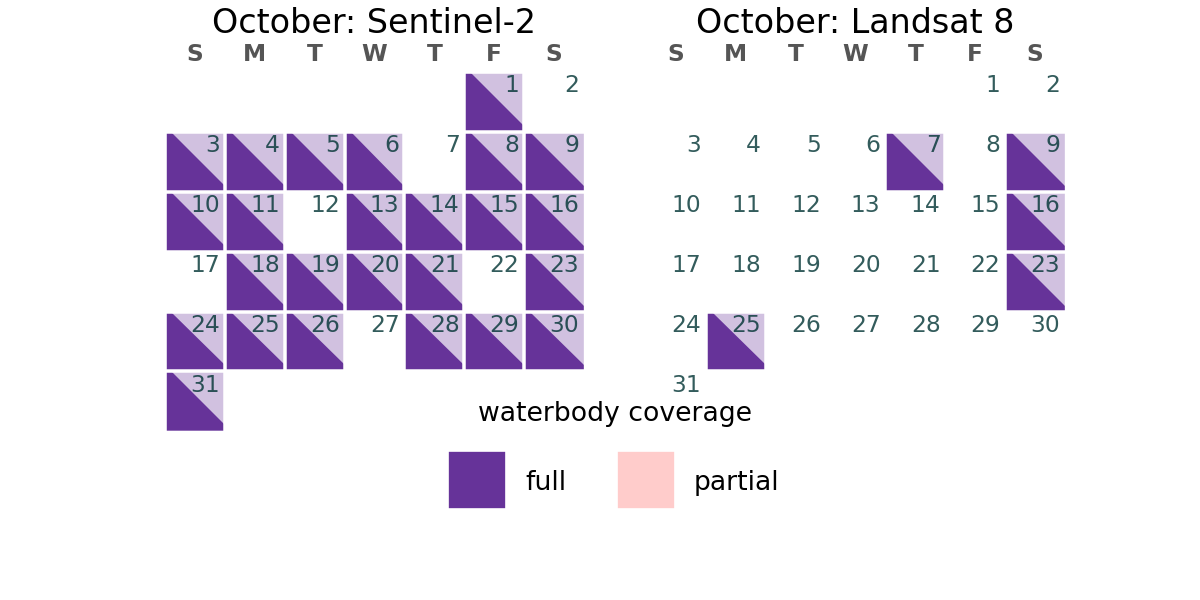 October: Sentinel-2
S M T W T F S
1 2
3 4 5 6 7 8 9
10 11 12 13 14 15 16
17 18 19 20 21 22 23
24 25 26 27 28 29 30
31
October: Landsat 8
S M T W T F S
1 2
3 4 5 6 7 8 9
10 11 12 13 14 15 16
17 18 19 20 21 22 23
24 25 26 27 28 29 30
31
waterbody coverage
full partial